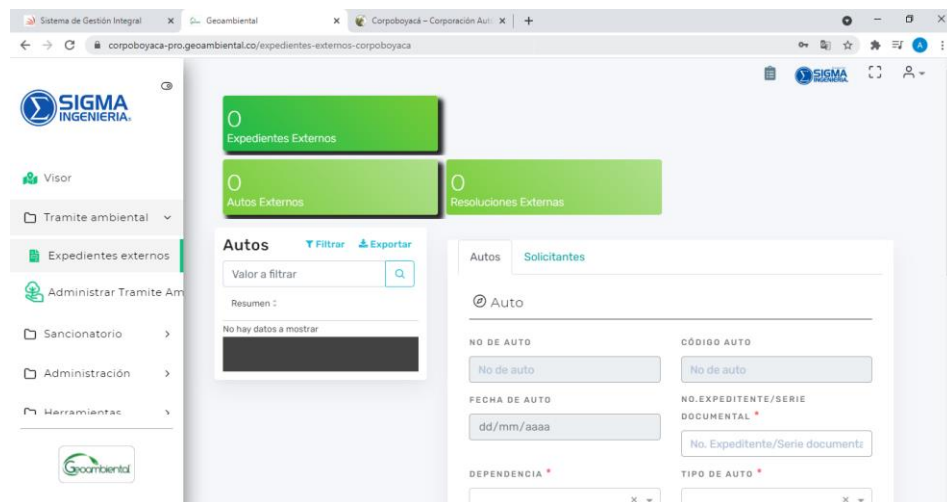 Sistema de Gestión Integral
Geoambiental
Corpoboyacá – Corporación Autó
corpoboyaca-pro.geoambiental.co/expedientes-externos-corpoboyaca
A
SIGMA
INGENIERIA.
SIGMA
INGENIERIA.
0
Expedientes Externos
0
Autos Externos
0
Resoluciones Externas
Visor
Tramite ambiental
Expedientes externos
Administrar Tramite Am
Sancionatorio
Administración
Herramientas
Geoambiental
Autos
Filtrar
Exportar
Valor a filtrar
Resumen
No hay datos a mostrar
Autos
Solicitantes
Auto
NO DE AUTO
CÓDIGO AUTO
No de auto
No de auto
FECHA DE AUTO
NO.EXPEDITENTE/SERIE
DOCUMENTAL *
dd/mm/aaaa
No. Expeditente/Serie documenta
DEPENDENCIA *
TIPO DE AUTO *